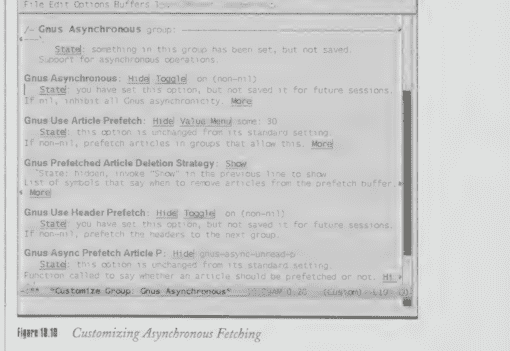 File Edit Options Buffers
/- Gnus Asynchronous group:
State: something in this group has been set, but not saved.
Support for asynchronous operations.
Gnus Asynchronous: Hide Toggle on (non-nil)
State: you have set this option, but not saved it for future sessions.
If nil, inhibit all Gnus asynchronicity. More
Gnus Use Article Prefetch: Hide Value Menu some: 30
State: this option is unchanged from its standard setting.
If non-nil, prefetch articles in groups that allow this. More
Gnus Prefetched Article Deletion Strategy: Show
State: hidden, invoke "Show" in the previous line to show
List of symbols that say when to remove articles from the prefetch buffer.
More
Gnus Use Header Prefetch: Hide Toggle on (non-nil)
State: you have set this option, but not saved it for future sessions.
If non-nil, prefetch the headers to the next group.
Gnus Async Prefetch Article P: Hide gnus-async-unread-p
State: this option is unchanged from its standard setting.
Function called to say whether an article should be prefetched or not. Hi
*Customize Group: Gnus Asynchronous* 0.20 (Custom)--L10
Figure 18.10 Customizing Asynchronous Fetching